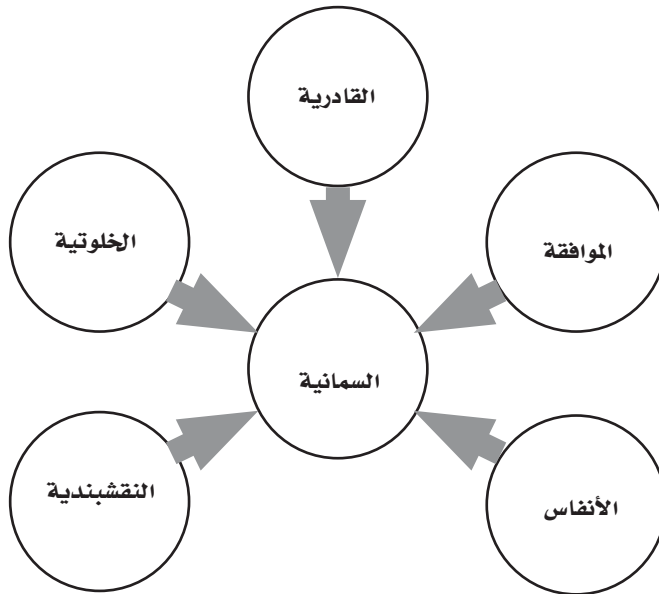 القادرية
الخلوتية
الموافقة
السمانية
النقشبندية
الأنفاس